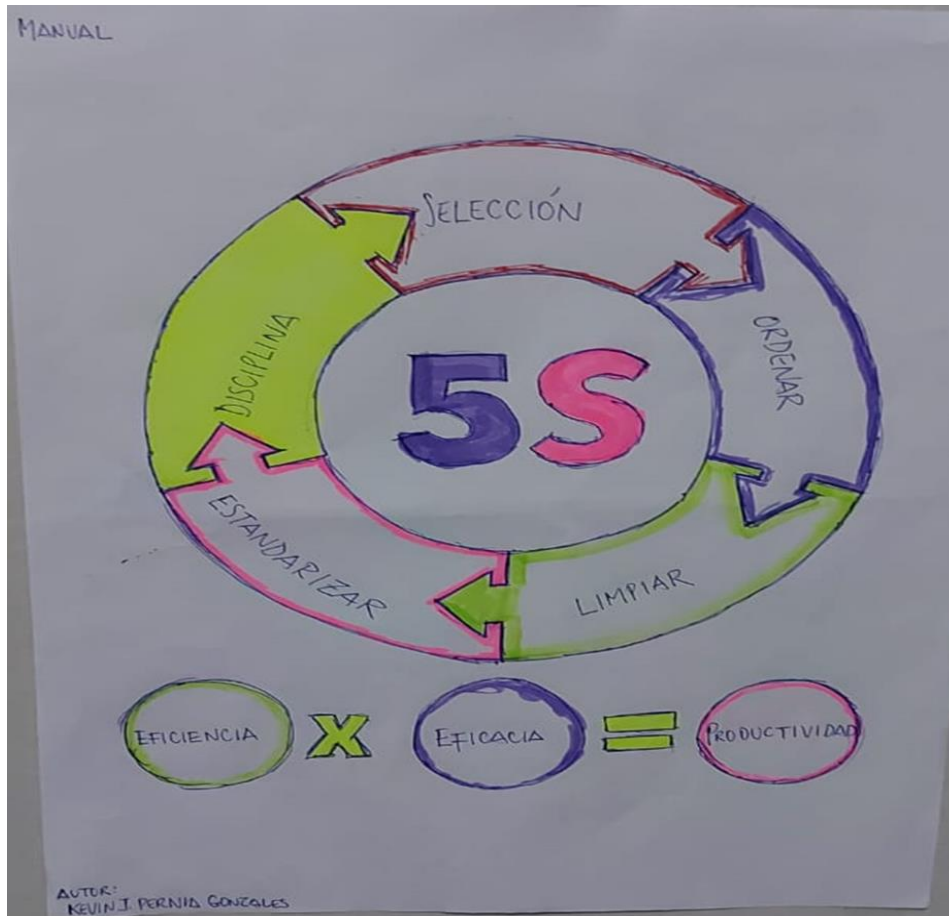 MANUAL
SELECCIÓN
ORDENAR
LIMPIAR
ESTANDARIZAR
DISCIPLINA
5S
EFICIENCIA X EFICACIA = PRODUCTIVIDAD
AUTOR:
KEVIN J. PERNIA GONZALES